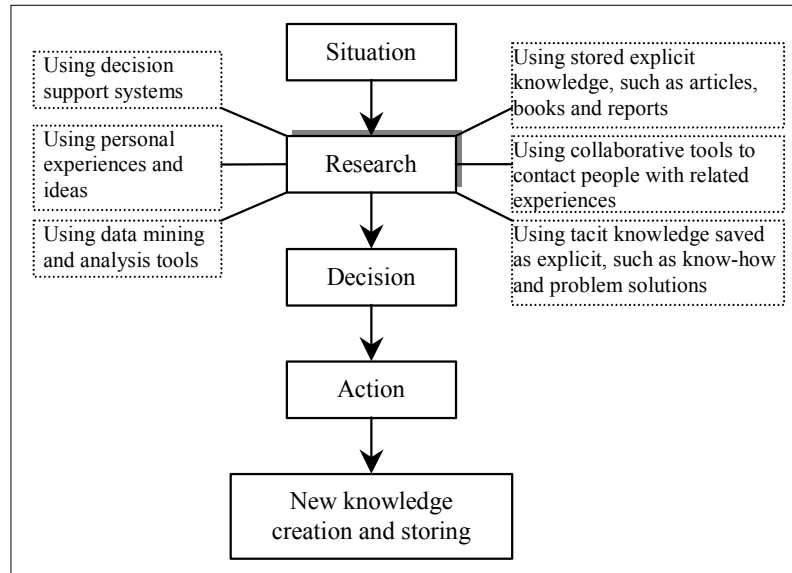 Situation
Using decision
support systems
Using personal
experiences and
ideas
Using data mining
and analysis tools
Research
Using stored explicit
knowledge, such as articles,
books and reports
Using collaborative tools to
contact people with related
experiences
Using tacit knowledge saved
as explicit, such as know-how
and problem solutions
Decision
Action
New knowledge
creation and storing